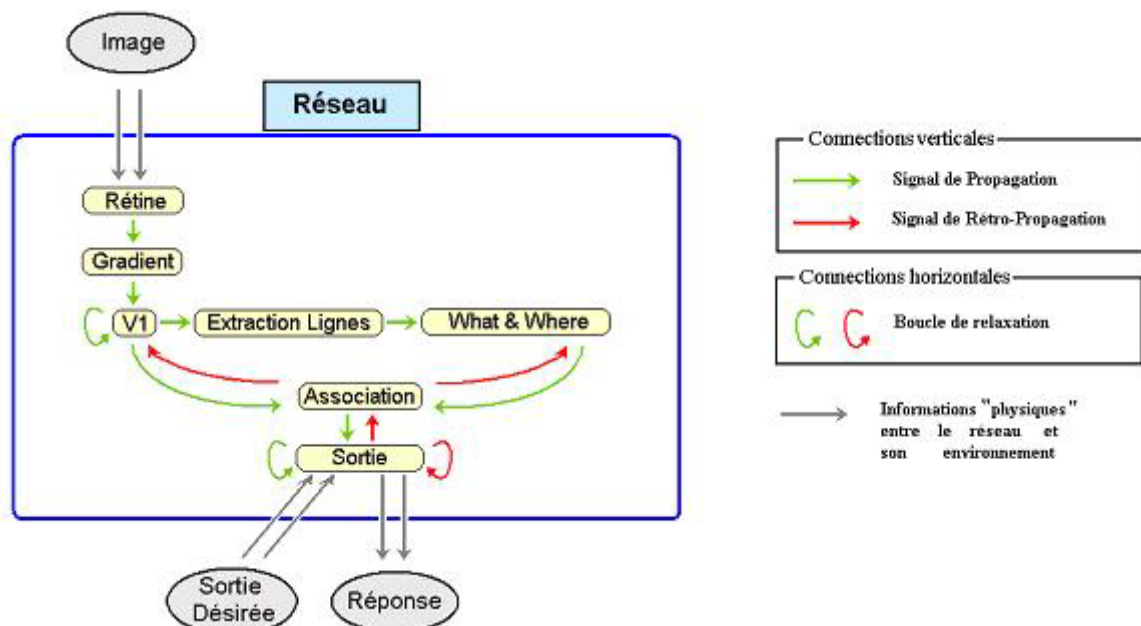 Image
Réseau
Rétine
Gradient
V1
Extraction Lignes
What & Where
Association
Sortie
Sortie
Désirée
Réponse
Connections verticales
Signal de Propagation
Signal de Rétro-Propagation
Connections horizontales
Boucle de relaxation
Informations "physiques"
entre le réseau et
son environnement